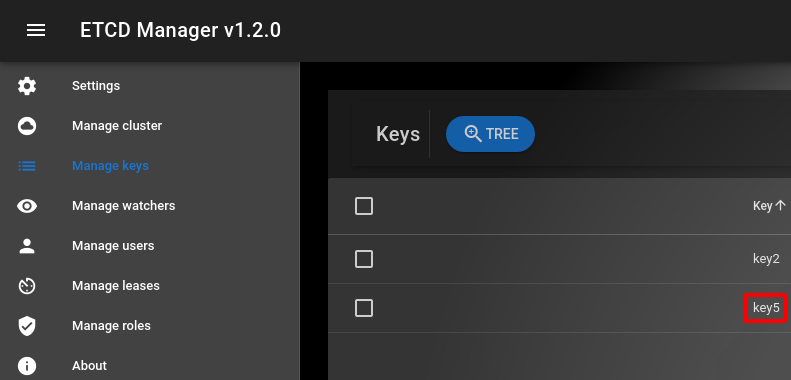 ETCD Manager v1.2.0
Settings
Manage cluster
Manage keys
Manage watchers
Manage users
Manage leases
Manage roles
About
Keys
TREE
Key
key2
key5